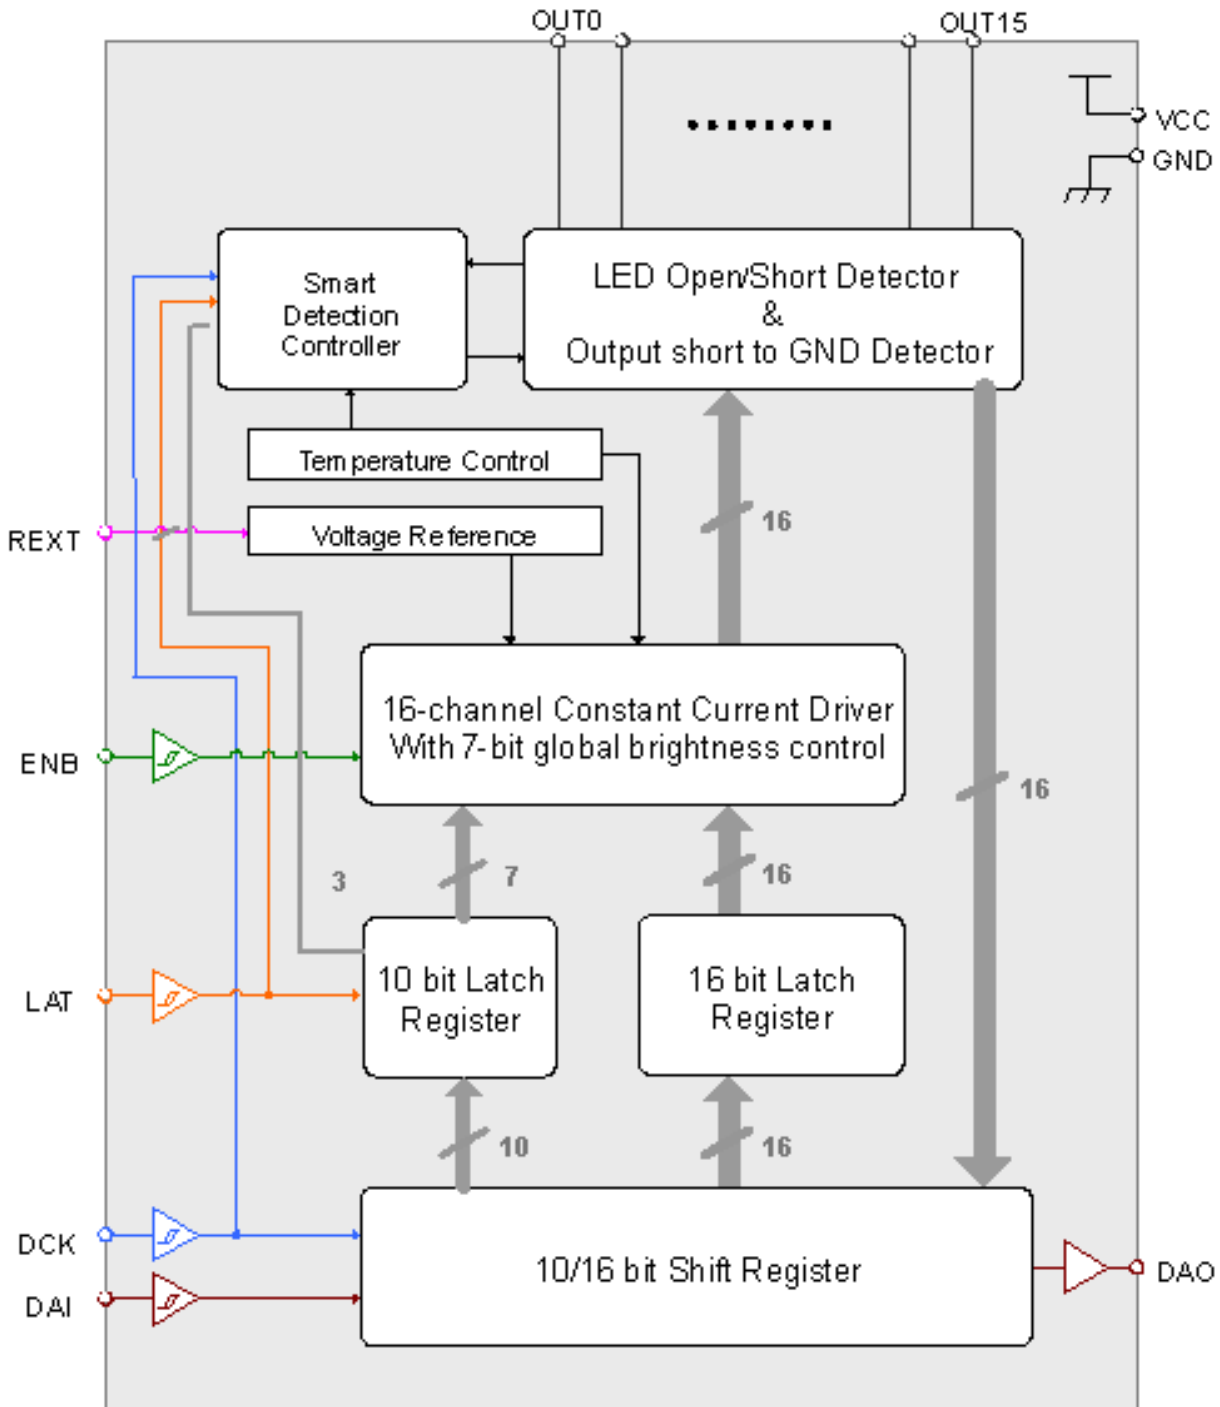 OUT0
OUT15
VCC
GND
Smart
Detection
Controller
LED Open/Short Detector
&
Output short to GND Detector
Temperature Control
16
REXT
Voltage Reference
16-channel Constant Current Driver
With 7-bit global brightness control
ENB
16
3
7
16
10 bit Latch
Register
16 bit Latch
Register
LAT
10
16
DCK
10/16 bit Shift Register
DAO
DAI